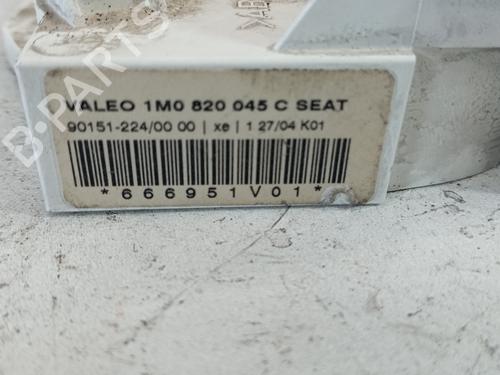 B-PARTS
VALEO 1M0 820 045 C SEAT
90151-224/00 00 | xe | 1 27/04 K01
*666951V01*